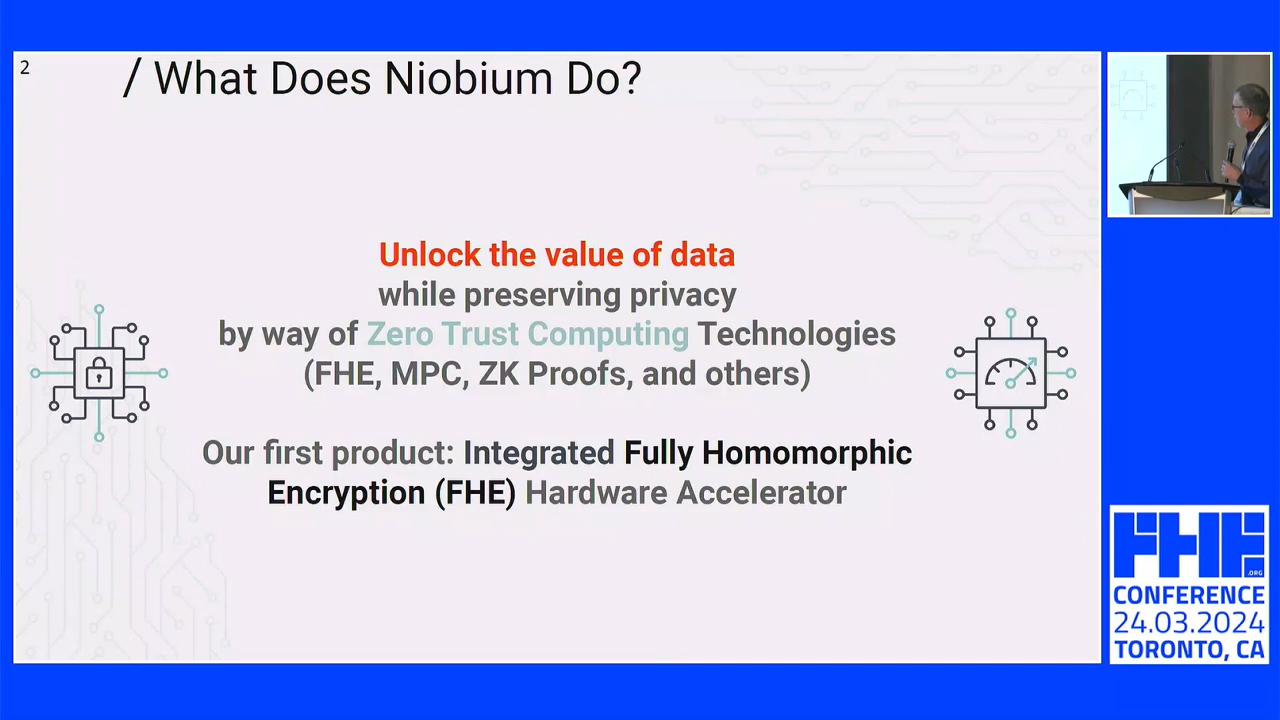 2
/ What Does Niobium Do?
Unlock the value of data
while preserving privacy
by way of Zero Trust Computing Technologies
(FHE, MPC, ZK Proofs, and others)
Our first product: Integrated Fully Homomorphic
Encryption (FHE) Hardware Accelerator
FHE
.ORG
CONFERENCE
24.03.2024
TORONTO, CA